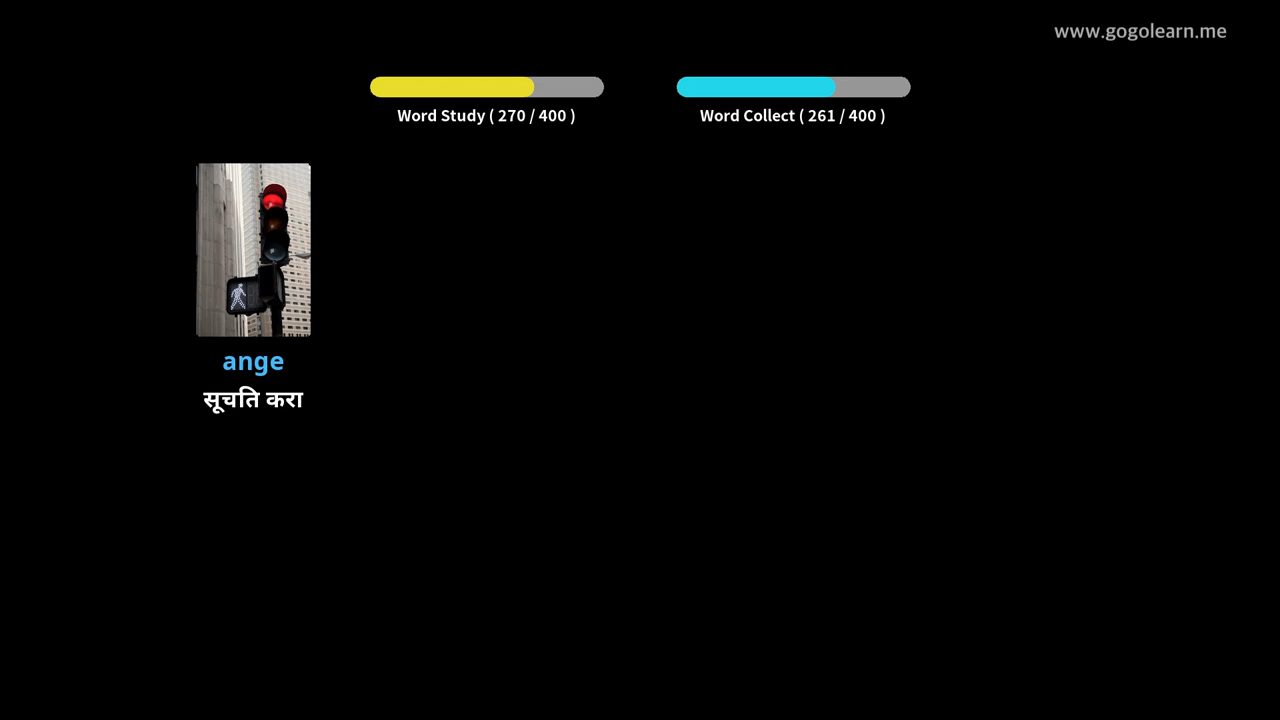 www.gogolearn.me
Word Study ( 270 / 400 )
Word Collect ( 261 / 400 )
ange
सूचति करा